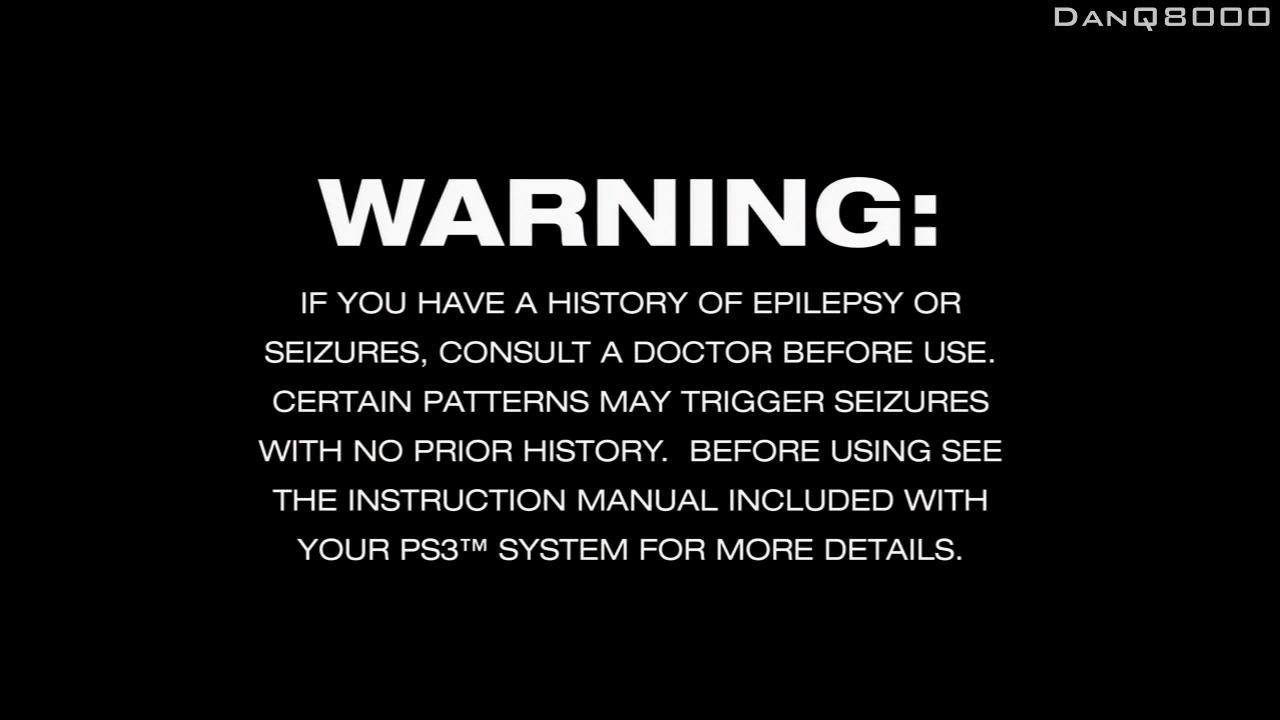 DanQ8000
WARNING:
IF YOU HAVE A HISTORY OF EPILEPSY OR
SEIZURES, CONSULT A DOCTOR BEFORE USE.
CERTAIN PATTERNS MAY TRIGGER SEIZURES
WITH NO PRIOR HISTORY.  BEFORE USING SEE
THE INSTRUCTION MANUAL INCLUDED WITH
YOUR PS3™ SYSTEM FOR MORE DETAILS.